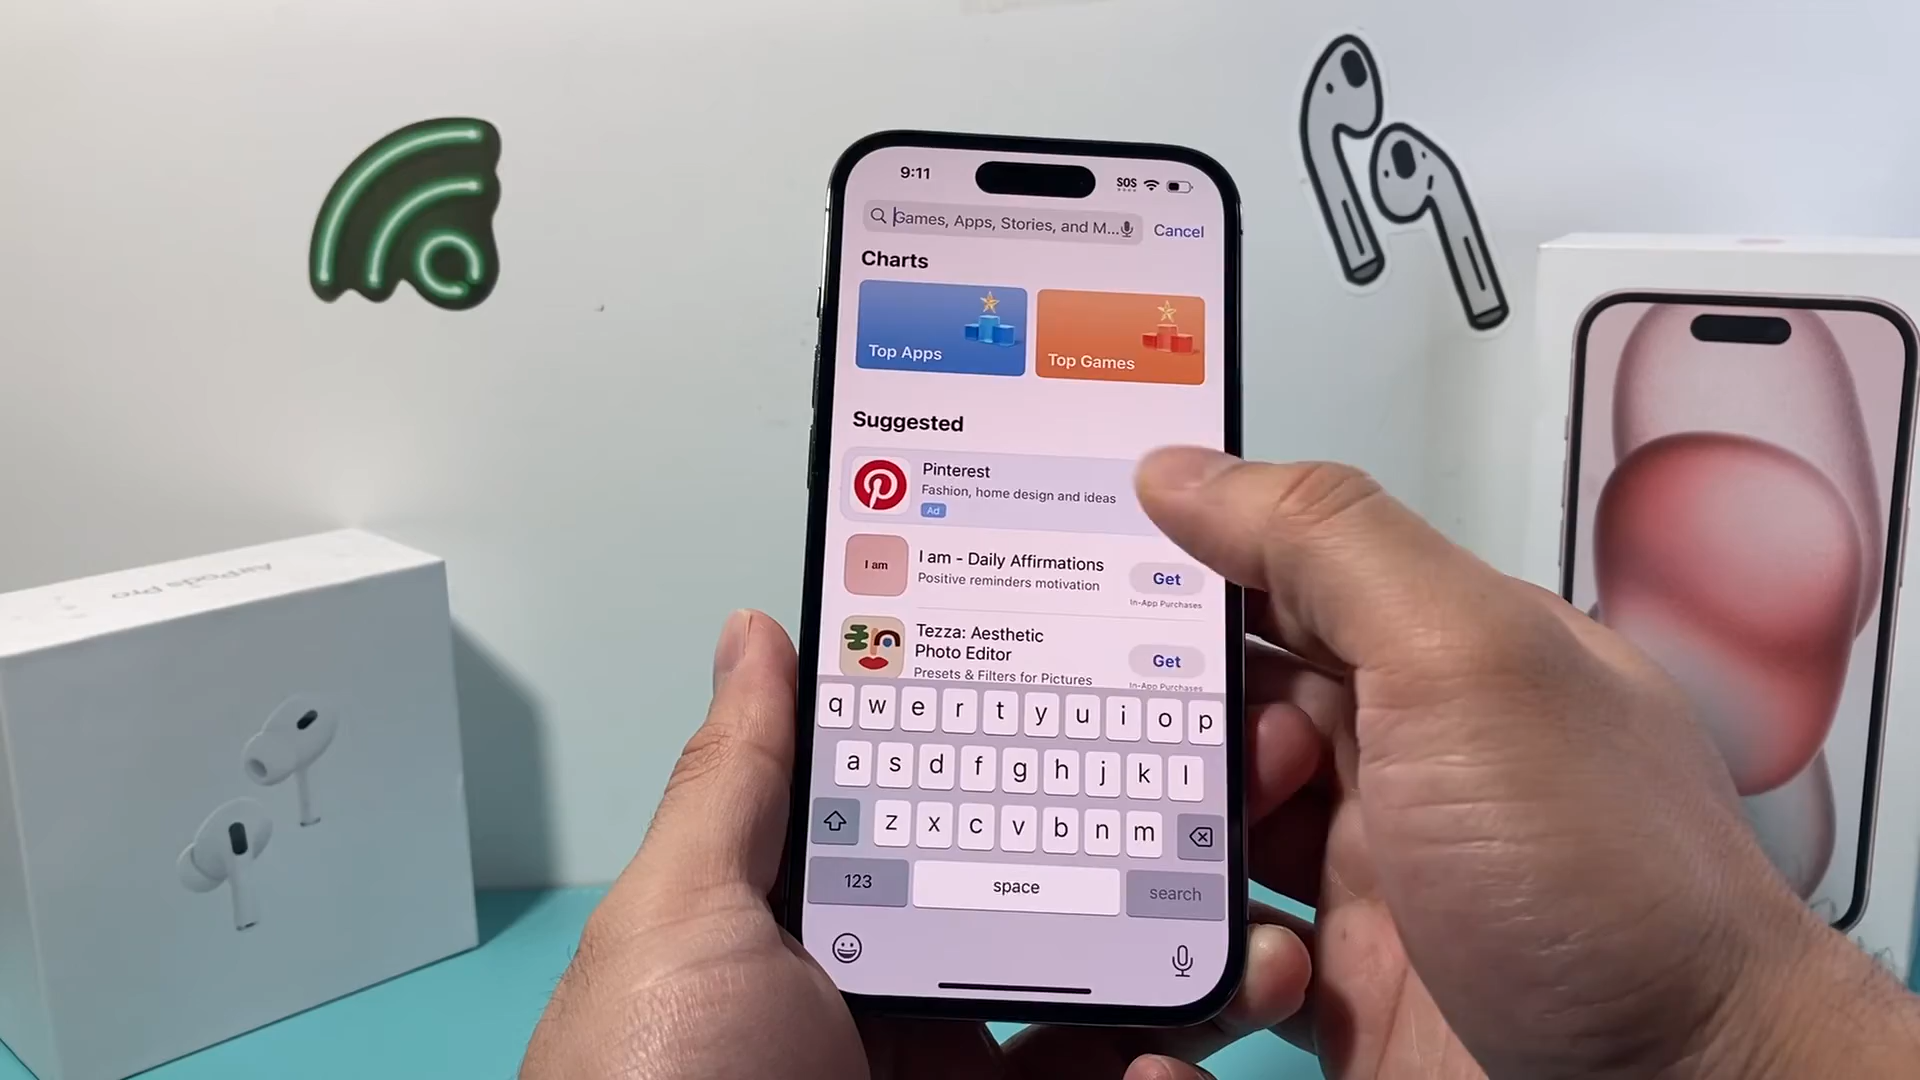 9:11
SOS
Games, Apps, Stories, and M...
Cancel
Charts
Top Apps
Top Games
Suggested
Pinterest
Fashion, home design and ideas
Ad
I am
I am - Daily Affirmations
Positive reminders motivation
Get
In-App Purchases
Tezza: Aesthetic
Photo Editor
Presets & Filters for Pictures
Get
In-App Purchases
q w e r t y u i o p
a s d f g h j k l
z x c v b n m
123
space
search
AirPods Pro